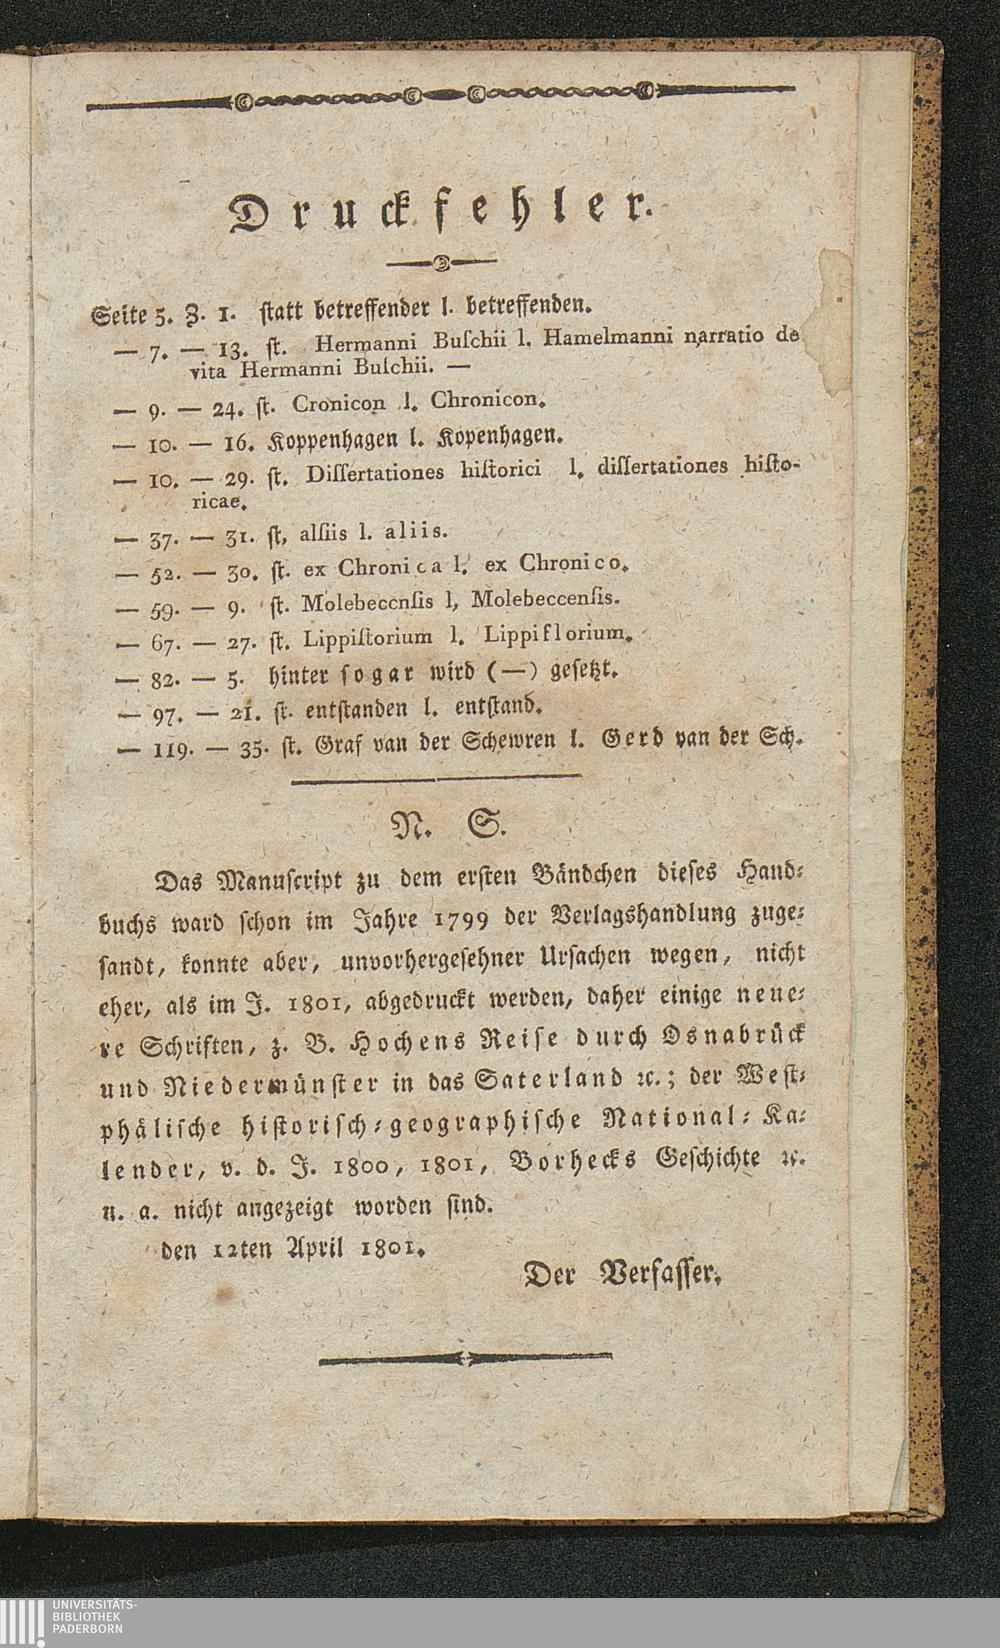 Druckfehler.
Seite 5. Z. 1. statt betreffender l. betreffenden.
— 7. — 13. st. Hermanni Buſchii l. Hamelmanni narratio de
vita Hermanni Buſchii. —
— 9. — 24. ſt. Cronicon l. Chronicon.
— 10. — 16. Koppenhagen l. Kopenhagen.
— 10. — 29. ſt. Diſſertationes hiſtorici l. diſſertationes hiſto-
ricae.
— 37. — 31. ſt, alſiis l. aliis.
— 52. — 30. ſt. ex Chronica l. ex Chronico.
— 59. — 9. ſt. Molebeccnſis l, Molebeccenſis.
— 67. — 27. ſt. Lippiſtorium l. Lippiflorium.
— 82. — 5. hinter ſogar wird (—) geſetzt.
— 97. — 21. ſt. entſtanden l. entſtand.
— 119. — 35. ſt. Graf van der Schewren l. Gerd van der Sch.
N. S.
Das Manuſcript zu dem erſten Bändchen dieſes Hand-
buchs ward ſchon im Jahre 1799 der Verlagshandlung zuge-
ſandt, konnte aber, unvorhergeſehner Urſachen wegen, nicht
eher, als im J. 1801, abgedruckt werden, daher einige neue-
re Schriften, z. B. Hochens Reiſe durch Osnabrück
und Niedermünſter in das Saterland ꝛc.; der Weſt-
phäliſche hiſtoriſch-geographiſche National-Ka-
lender, v. d. J. 1800, 1801, Borhecks Geſchichte ꝛc.
u. a. nicht angezeigt worden ſind.
den 12ten April 1801.
Der Verfaſſer.
UNIVERSITÄTS-
BIBLIOTHEK
PADERBORN